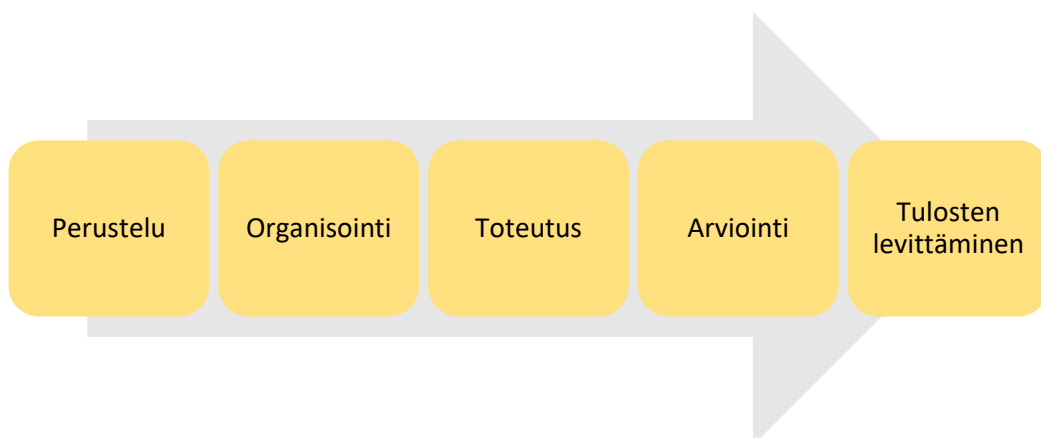 Perustelu
Organisointi
Toteutus
Arviointi
Tulosten
levittäminen